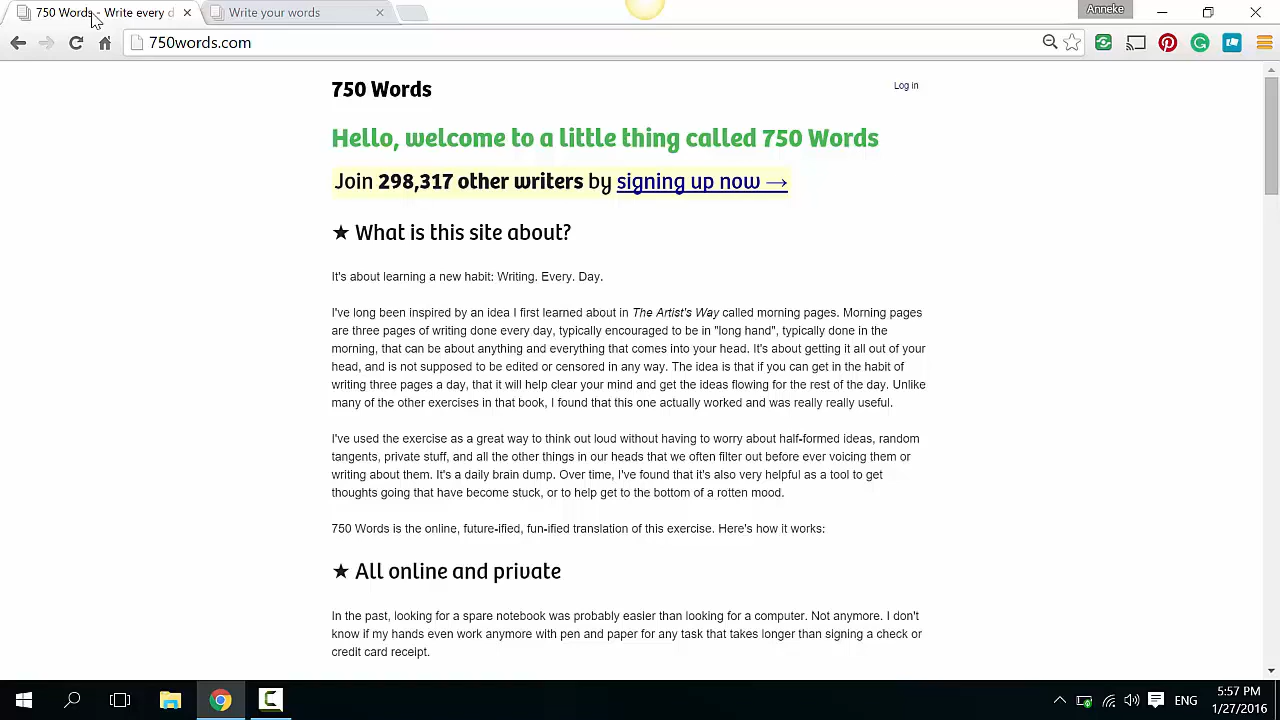 750 Words - Write every d
Write your words
Anneke
750words.com
750 Words
Log in
Hello, welcome to a little thing called 750 Words
Join 298,317 other writers by signing up now →
★ What is this site about?
It's about learning a new habit: Writing. Every. Day.
I've long been inspired by an idea I first learned about in The Artist's Way called morning pages. Morning pages
are three pages of writing done every day, typically encouraged to be in "long hand", typically done in the
morning, that can be about anything and everything that comes into your head. It's about getting it all out of your
head, and is not supposed to be edited or censored in any way. The idea is that if you can get in the habit of
writing three pages a day, that it will help clear your mind and get the ideas flowing for the rest of the day. Unlike
many of the other exercises in that book, I found that this one actually worked and was really really useful.
I've used the exercise as a great way to think out loud without having to worry about half-formed ideas, random
tangents, private stuff, and all the other things in our heads that we often filter out before ever voicing them or
writing about them. It's a daily brain dump. Over time, I've found that it's also very helpful as a tool to get
thoughts going that have become stuck, or to help get to the bottom of a rotten mood.
750 Words is the online, future-ified, fun-ified translation of this exercise. Here's how it works:
★ All online and private
In the past, looking for a spare notebook was probably easier than looking for a computer. Not anymore. I don't
know if my hands even work anymore with pen and paper for any task that takes longer than signing a check or
credit card receipt.
ENG
5:57 PM
1/27/2016